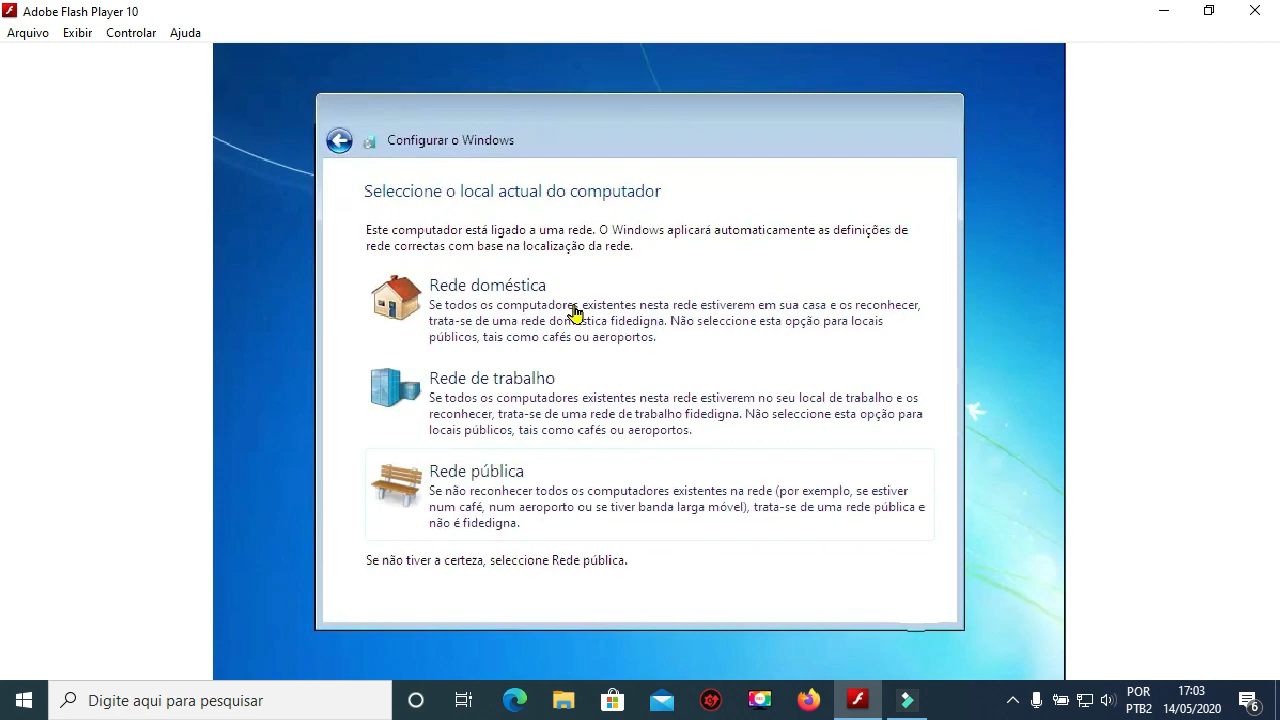 Adobe Flash Player 10
Arquivo Exibir Controlar Ajuda
Configurar o Windows
Seleccione o local actual do computador
Este computador está ligado a uma rede. O Windows aplicará automaticamente as definições de
rede correctas com base na localização da rede.
Rede doméstica
Se todos os computadores existentes nesta rede estiverem em sua casa e os reconhecer,
trata-se de uma rede doméstica fidedigna. Não seleccione esta opção para locais
públicos, tais como cafés ou aeroportos.
Rede de trabalho
Se todos os computadores existentes nesta rede estiverem no seu local de trabalho e os
reconhecer, trata-se de uma rede de trabalho fidedigna. Não seleccione esta opção para
locais públicos, tais como cafés ou aeroportos.
Rede pública
Se não reconhecer todos os computadores existentes na rede (por exemplo, se estiver
num café, num aeroporto ou se tiver banda larga móvel), trata-se de uma rede pública e
não é fidedigna.
Se não tiver a certeza, seleccione Rede pública.
Digite aqui para pesquisar
POR
PTB2
17:03
14/05/2020
6